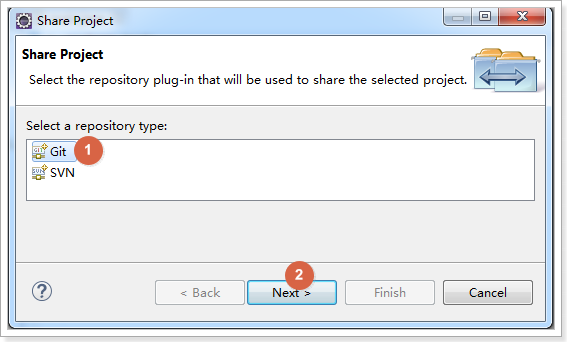 Share Project
Share Project
Select the repository plug-in that will be used to share the selected project.
Select a repository type:
Git 1
SVN
2
? < Back Next > Finish Cancel